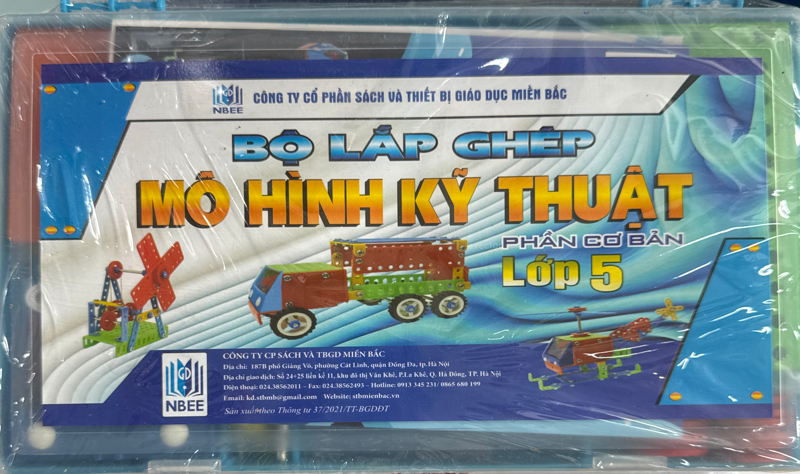 NBEE
CÔNG TY CỔ PHẦN SÁCH VÀ THIẾT BỊ GIÁO DỤC MIỀN BẮC
BỘ LẮP GHÉP
MÔ HÌNH KỸ THUẬT
PHẦN CƠ BẢN
Lớp 5
NBEE
CÔNG TY CP SÁCH VÀ TBGD MIỀN BẮC
Địa chỉ: 187B phố Giảng Võ, phường Cát Linh, quận Đống Đa, tp. Hà Nội
Địa chỉ giao dịch: Số 24+25 liền kề 11, khu đô thị Văn Khê, P.La Khê, Q. Hà Đông, TP. Hà Nội
Điện thoại: 024.38562011 – Fax: 024.38562493 – Hotline: 0913 345 231/ 0865 680 199
Email: kd.stbmb@gmail.com Website: stbmienbac.vn
Sản xuất theo Thông tư 37/2021/TT-BGDĐT